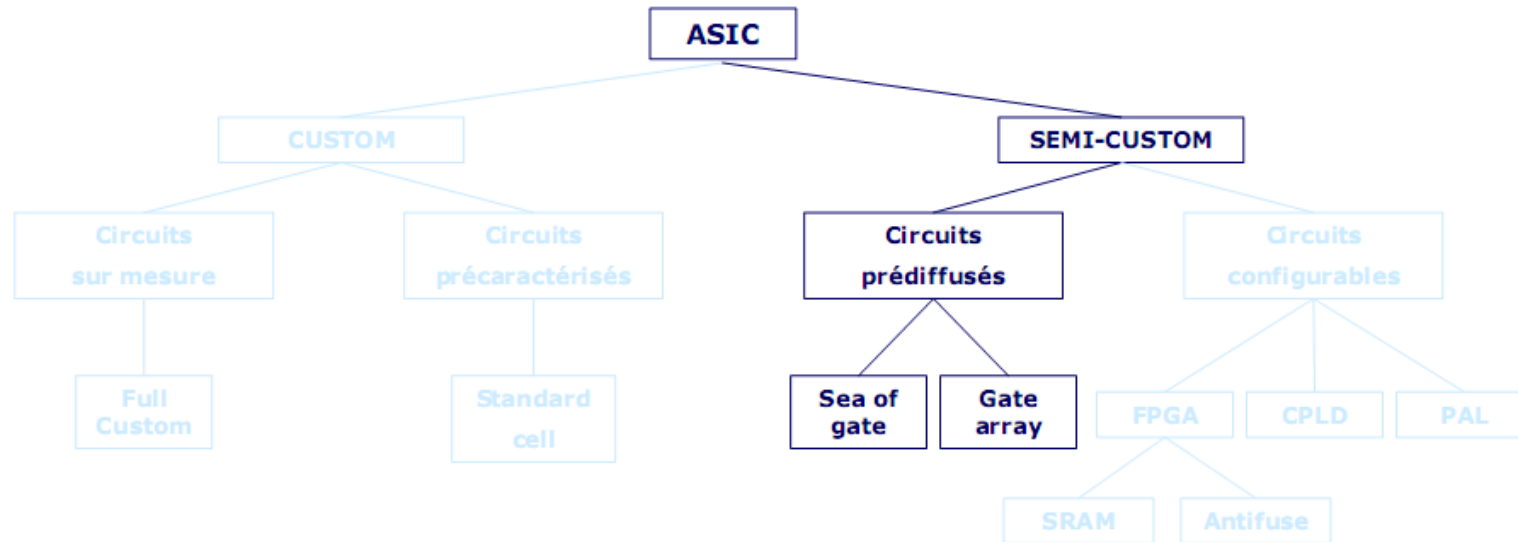 ASIC
CUSTOM
SEMI-CUSTOM
Circuits
sur mesure
Circuits
précaractérisés
Circuits
prédiffusés
Circuits
configurables
Full
Custom
Standard
cell
Sea of
gate
Gate
array
FPGA
CPLD
PAL
SRAM
Antifuse